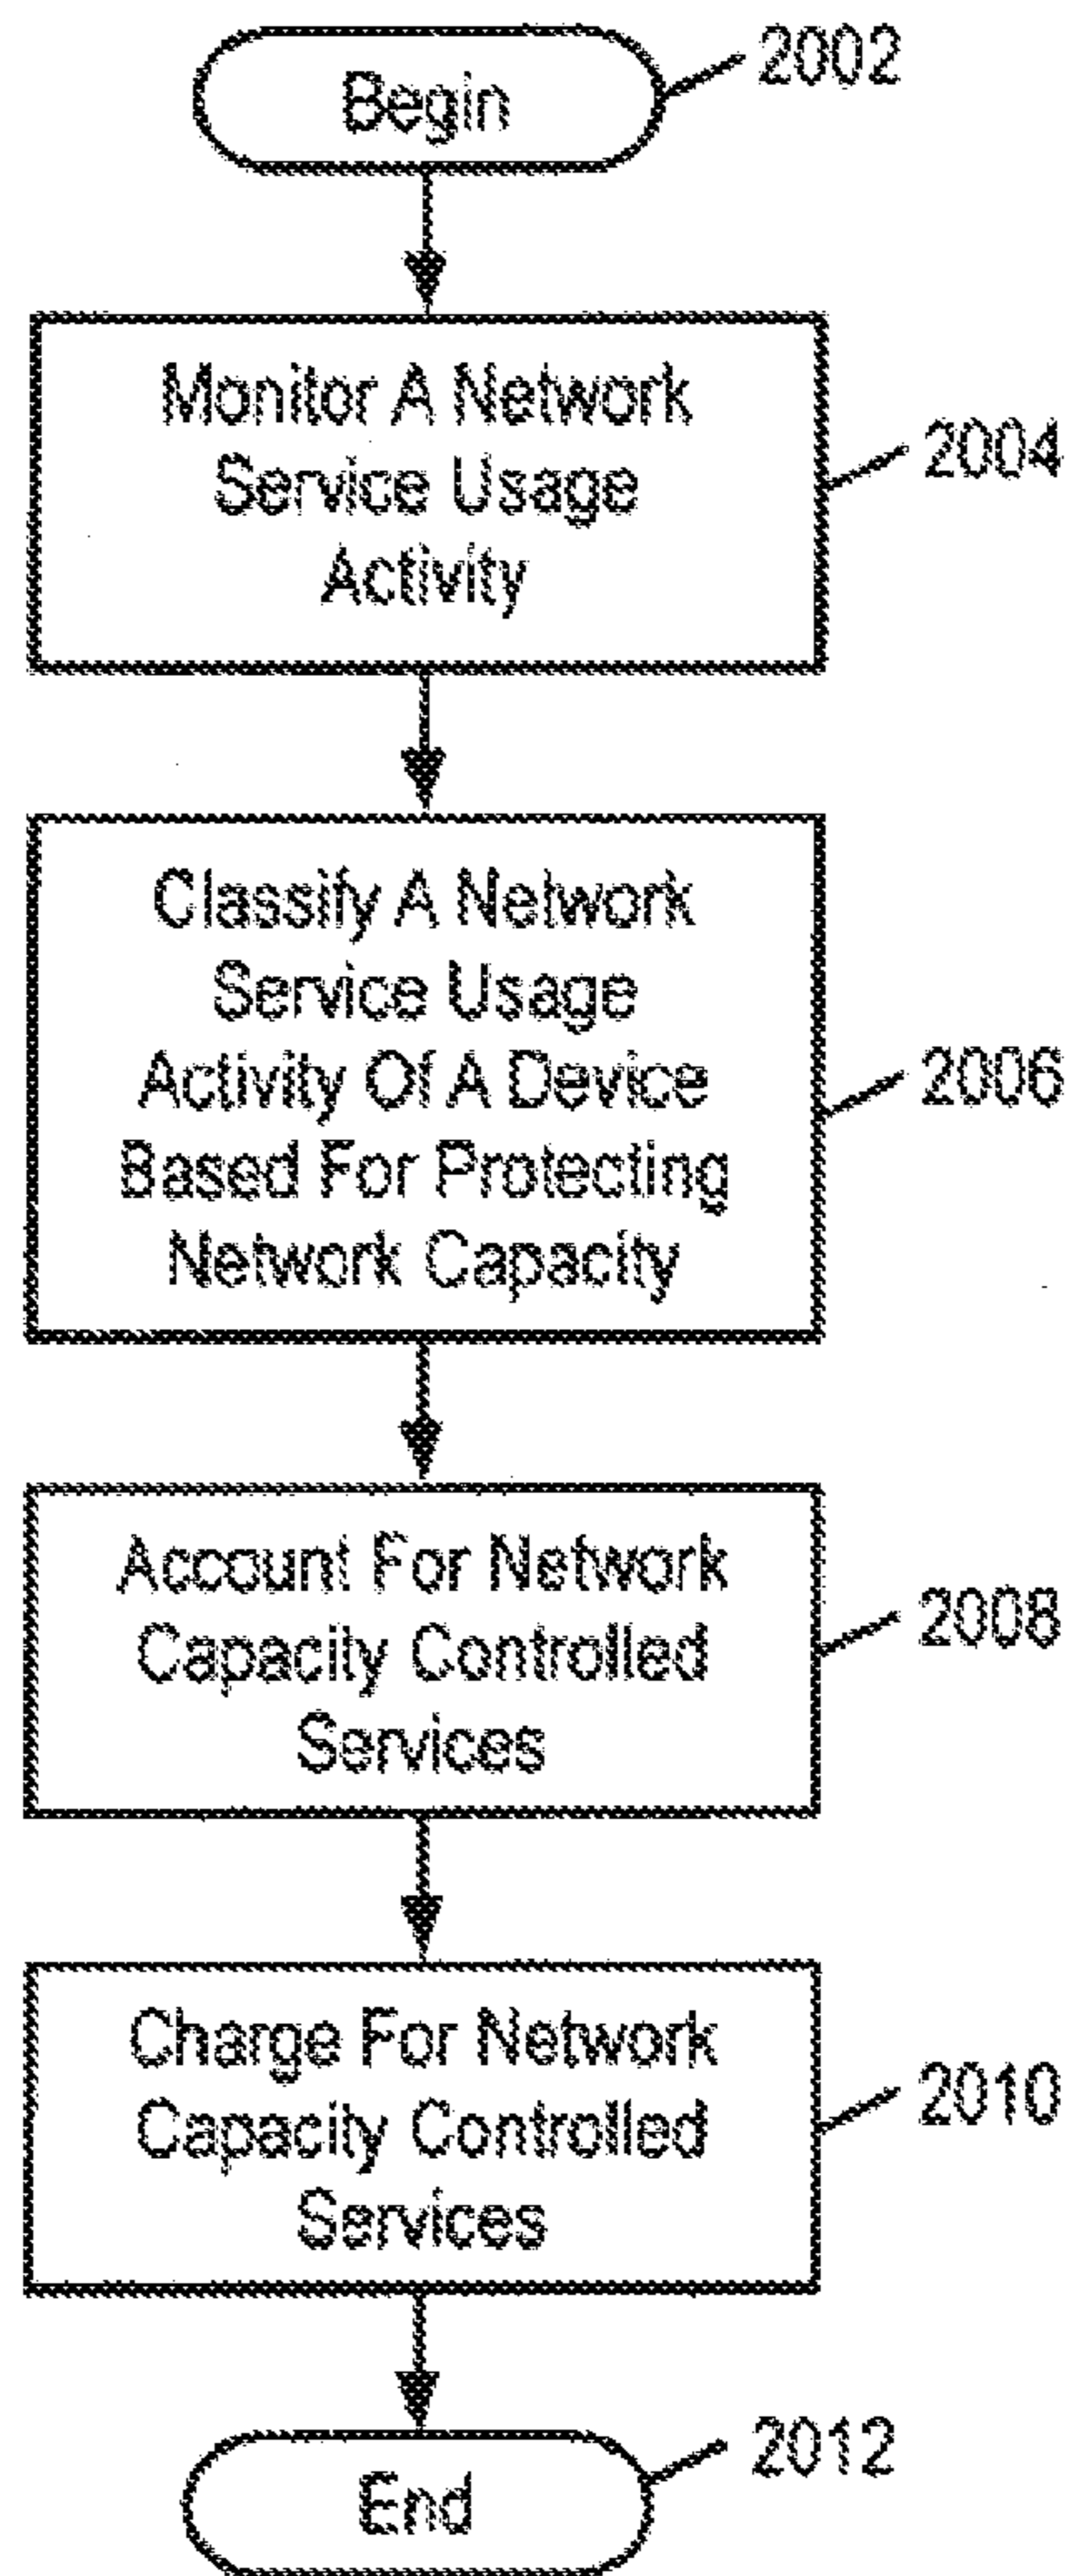 Begin
2002
Monitor A Network
Service Usage
Activity
2004
Classify A Network
Service Usage
Activity Of A Device
Based For Protecting
Network Capacity
2006
Account For Network
Capacity Controlled
Services
2008
Charge For Network
Capacity Controlled
Services
2010
End
2012